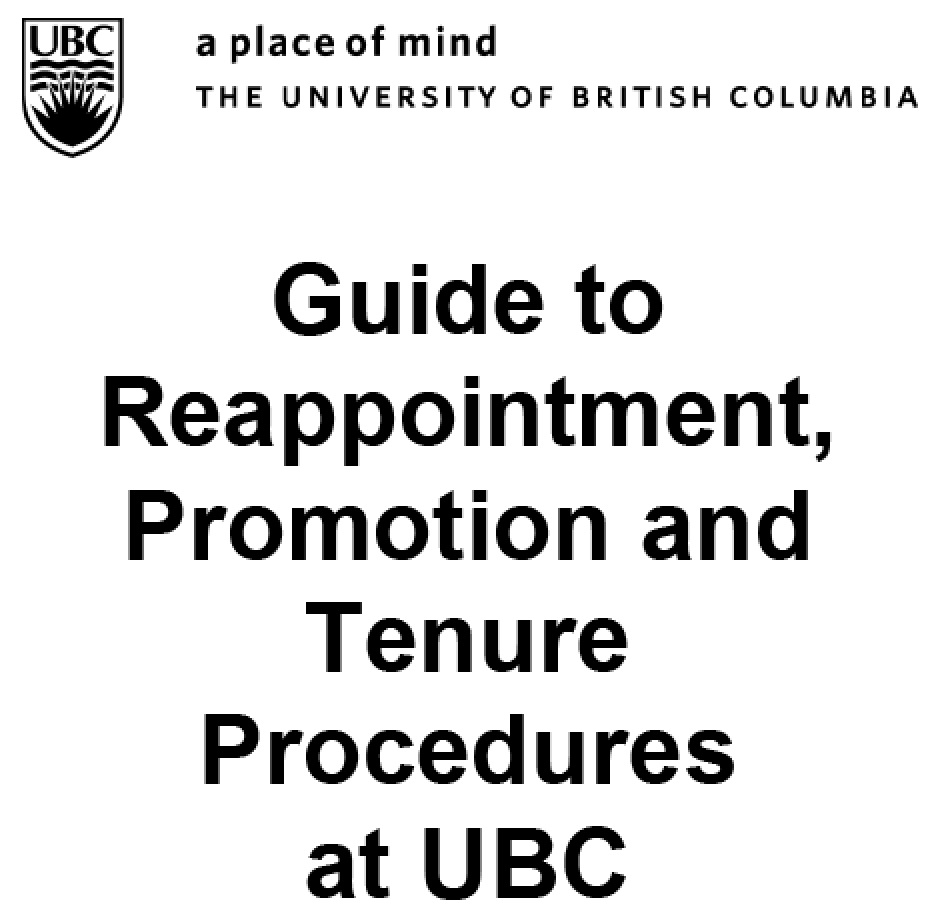 UBC
a place of mind
THE UNIVERSITY OF BRITISH COLUMBIA
Guide to
Reappointment,
Promotion and
Tenure
Procedures
at UBC